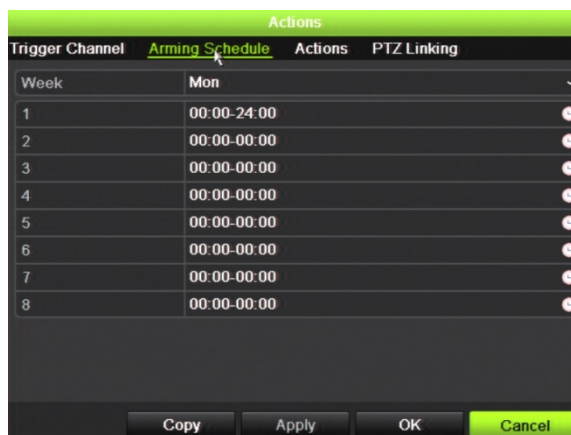 Actions
Trigger Channel Arming Schedule Actions PTZ Linking
Week Mon
1 00:00-24:00
2 00:00-00:00
3 00:00-00:00
4 00:00-00:00
5 00:00-00:00
6 00:00-00:00
7 00:00-00:00
8 00:00-00:00
Copy Apply OK Cancel